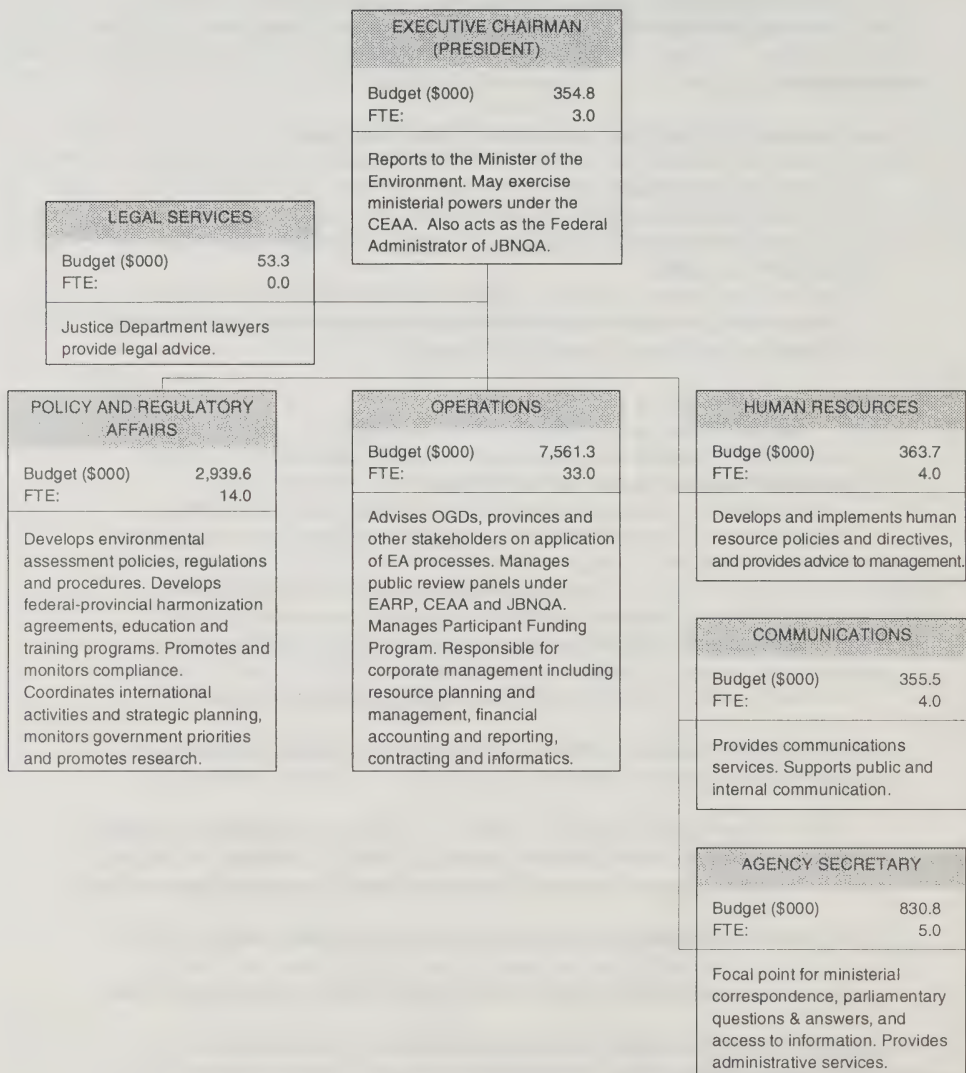 EXECUTIVE CHAIRMAN
(PRESIDENT)
Budget ($000) 354.8
FTE: 3.0
Reports to the Minister of the
Environment. May exercise
ministerial powers under the
CEAA. Also acts as the Federal
Administrator of JBNQA.
LEGAL SERVICES
Budget ($000) 53.3
FTE: 0.0
Justice Department lawyers
provide legal advice.
POLICY AND REGULATORY
AFFAIRS
Budget ($000) 2,939.6
FTE: 14.0
Develops environmental
assessment policies, regulations
and procedures. Develops
federal-provincial harmonization
agreements, education and
training programs. Promotes and
monitors compliance.
Coordinates international
activities and strategic planning,
monitors government priorities
and promotes research.
OPERATIONS
Budget ($000) 7,561.3
FTE: 33.0
Advises OGDs, provinces and
other stakeholders on application
of EA processes. Manages
public review panels under
EARP, CEAA and JBNQA.
Manages Participant Funding
Program. Responsible for
corporate management including
resource planning and
management, financial
accounting and reporting,
contracting and informatics.
HUMAN RESOURCES
Budge ($000) 363.7
FTE: 4.0
Develops and implements human
resource policies and directives,
and provides advice to management.
COMMUNICATIONS
Budget ($000) 355.5
FTE: 4.0
Provides communications
services. Supports public and
internal communication.
AGENCY SECRETARY
Budget ($000) 830.8
FTE: 5.0
Focal point for ministerial
correspondence, parliamentary
questions & answers, and
access to information. Provides
administrative services.